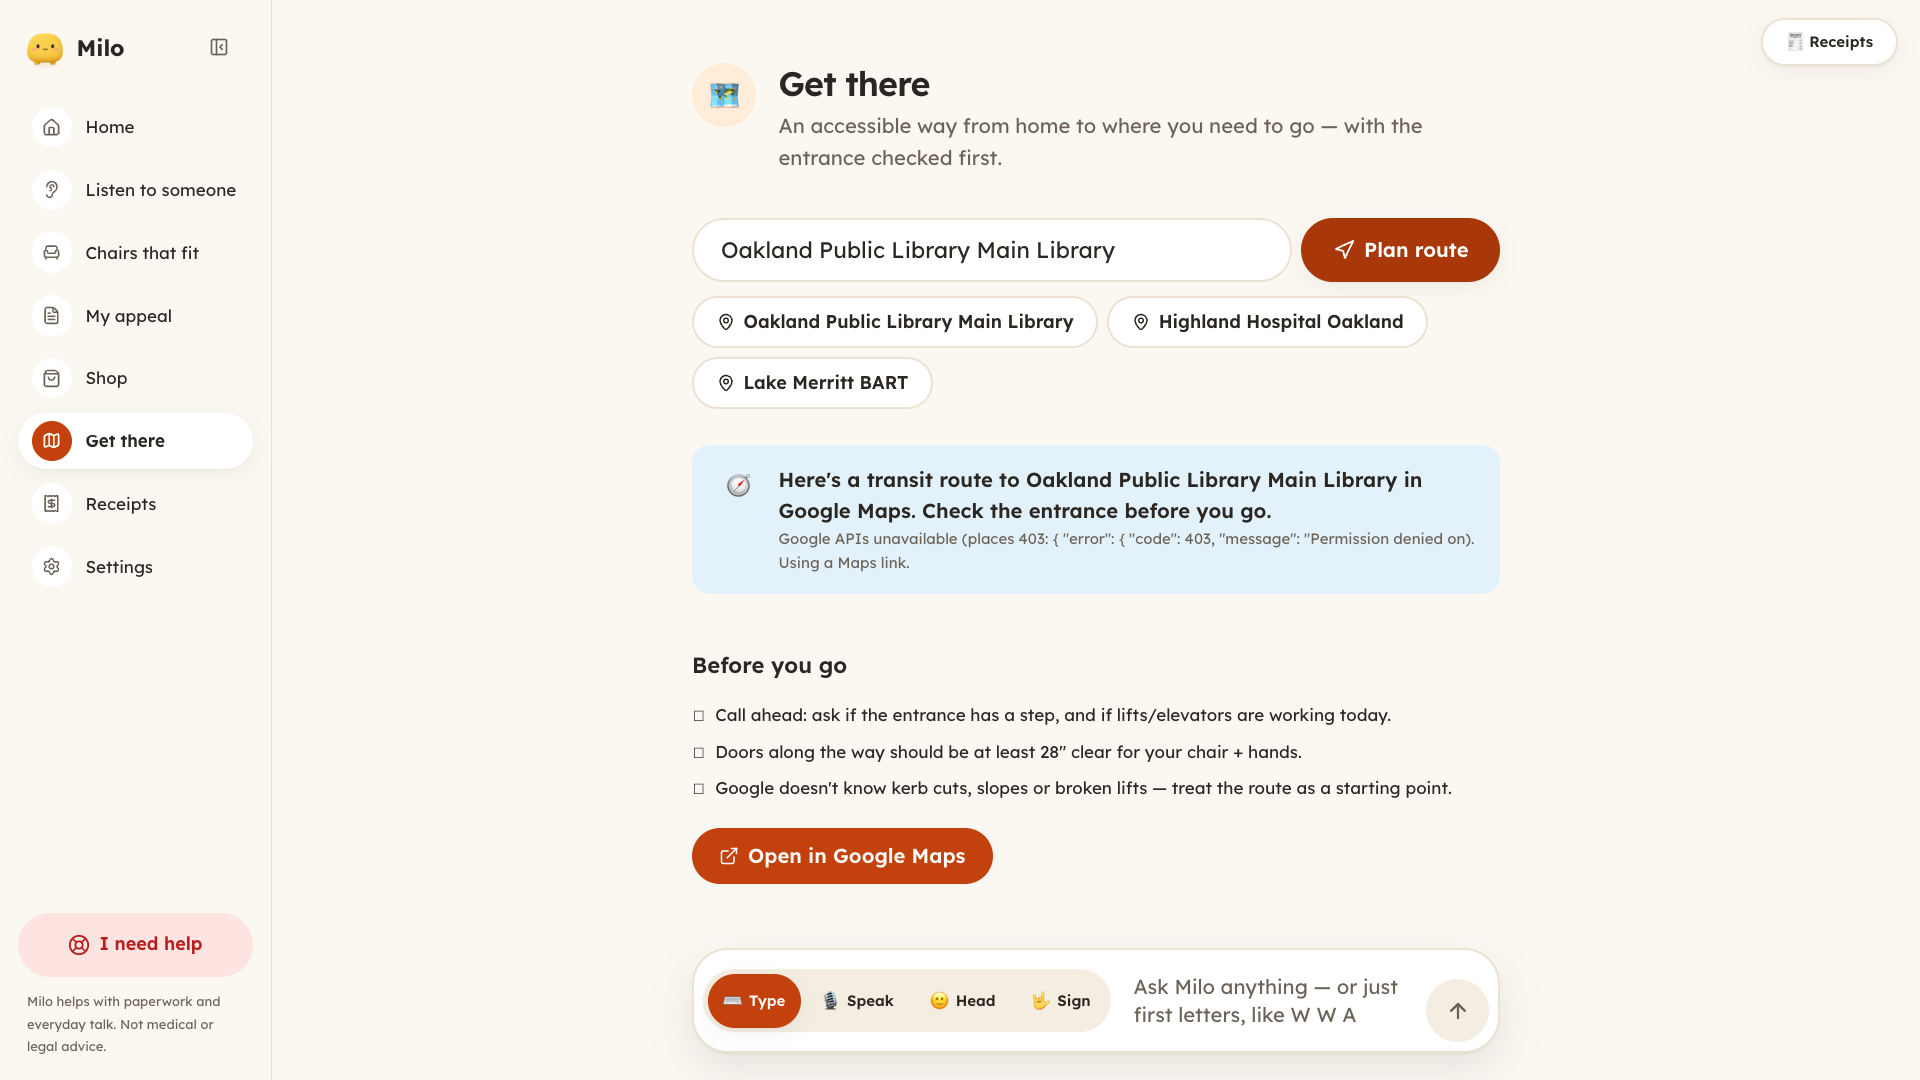 Milo
Home
Listen to someone
Chairs that fit
My appeal
Shop
Get there
Receipts
Settings
I need help
Milo helps with paperwork and
everyday talk. Not medical or
legal advice.
Receipts
Get there
An accessible way from home to where you need to go — with the
entrance checked first.
Oakland Public Library Main Library
Plan route
Oakland Public Library Main Library
Highland Hospital Oakland
Lake Merritt BART
Here's a transit route to Oakland Public Library Main Library in
Google Maps. Check the entrance before you go.
Google APIs unavailable (places 403: { "error": { "code": 403, "message": "Permission denied on).
Using a Maps link.
Before you go
Call ahead: ask if the entrance has a step, and if lifts/elevators are working today.
Doors along the way should be at least 28" clear for your chair + hands.
Google doesn't know kerb cuts, slopes or broken lifts — treat the route as a starting point.
Open in Google Maps
Type
Speak
Head
Sign
Ask Milo anything — or just
first letters, like W W A